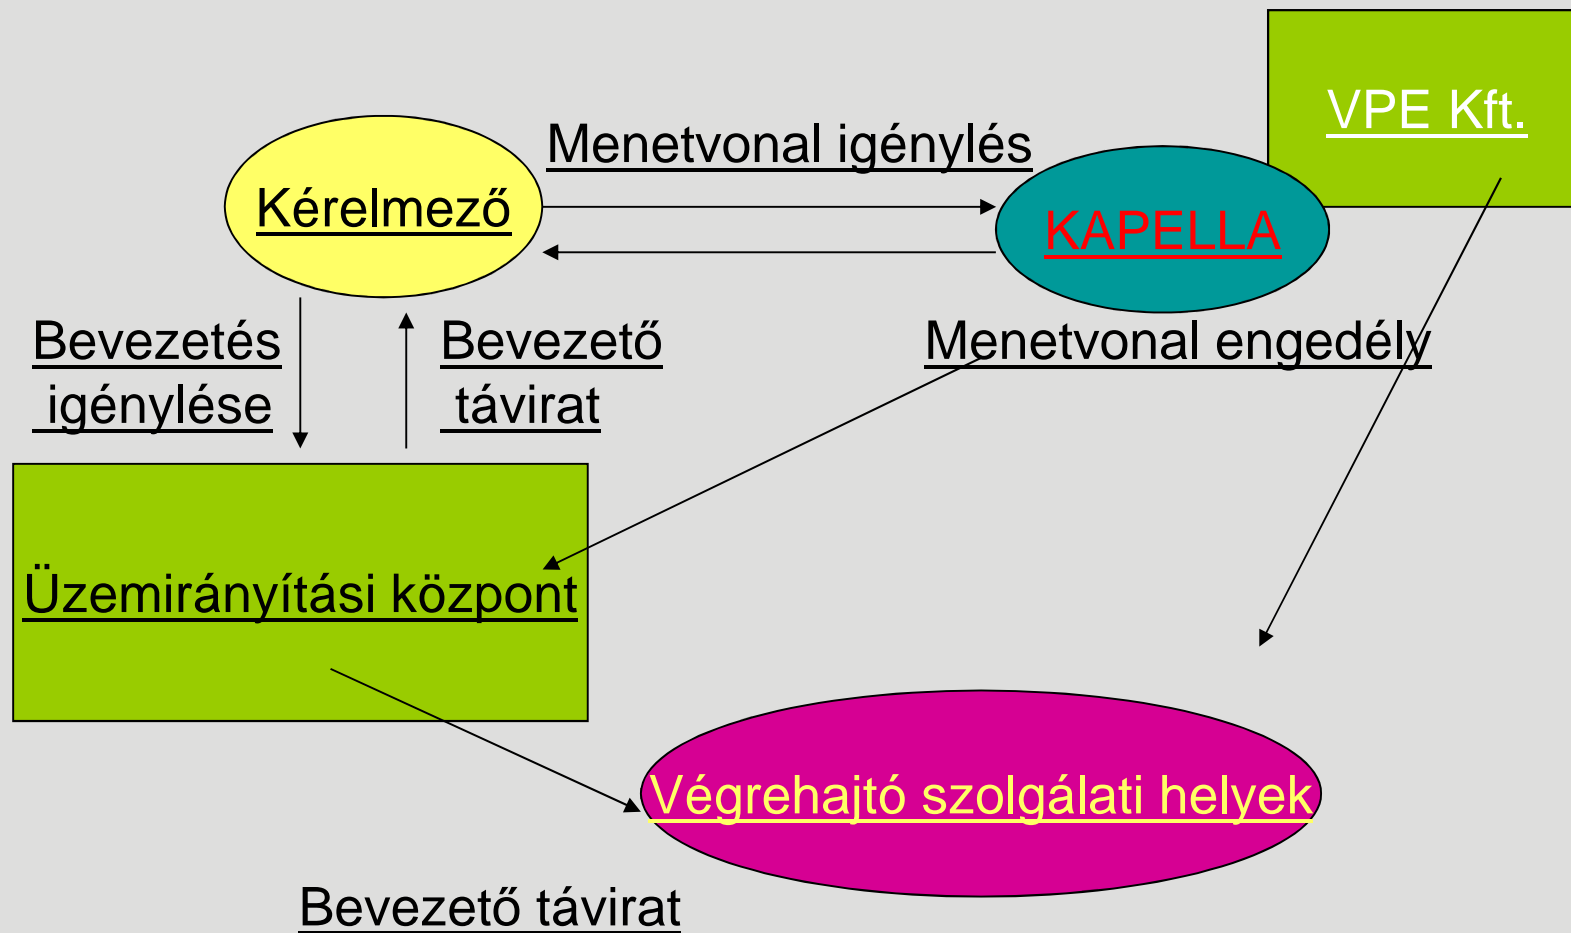 VPE Kft.
Menetvonal igénylés
Kérelmező
KAPELLA
Bevezetés
igénylése
Bevezető
távirat
Menetvonal engedély
Üzemirányítási központ
Végrehajtó szolgálati helyek
Bevezető távirat